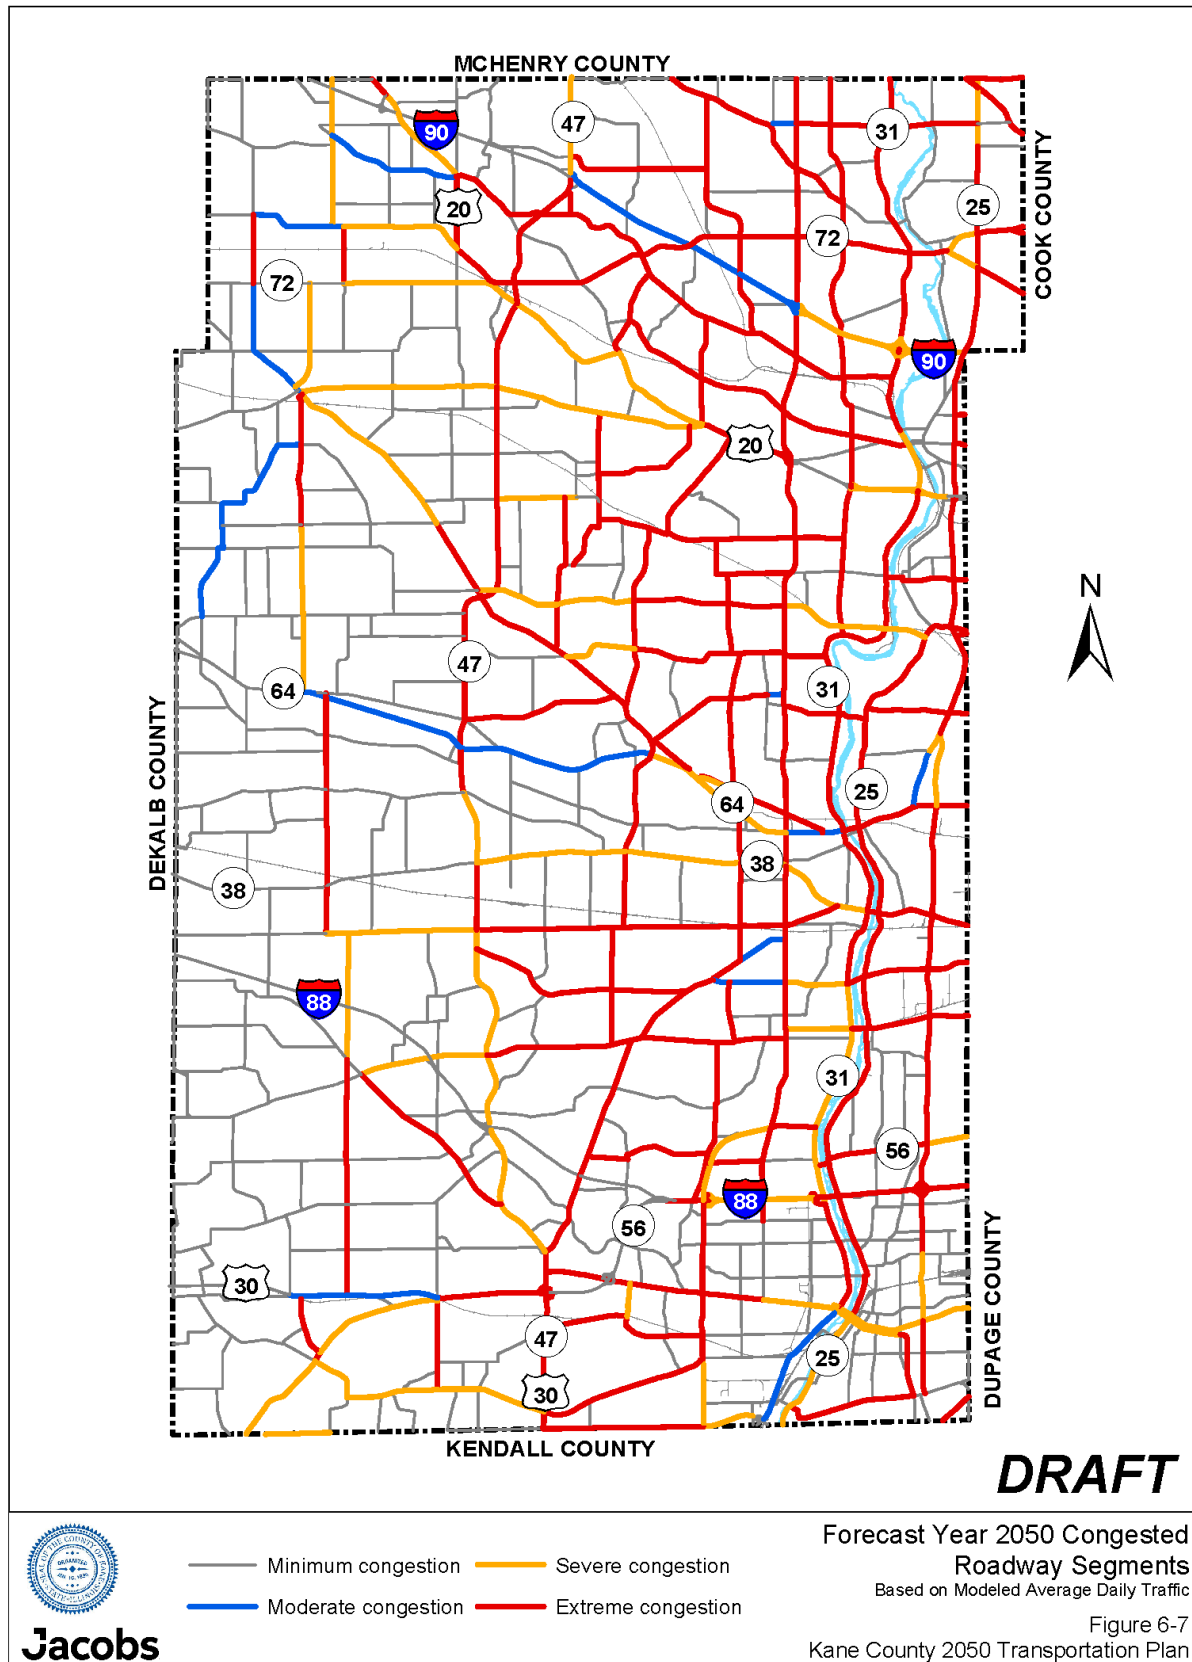 MCHENRY COUNTY
90
47
31
20
25
72
COOK COUNTY
72
90
20
DEKALB COUNTY
47
64
31
N
25
64
38
38
88
31
56
88
56
30
47
25
30
DUPAGE COUNTY
KENDALL COUNTY
DRAFT
Minimum congestion
Severe congestion
Moderate congestion
Extreme congestion
Jacobs
Forecast Year 2050 Congested
Roadway Segments
Based on Modeled Average Daily Traffic
Figure 6-7
Kane County 2050 Transportation Plan